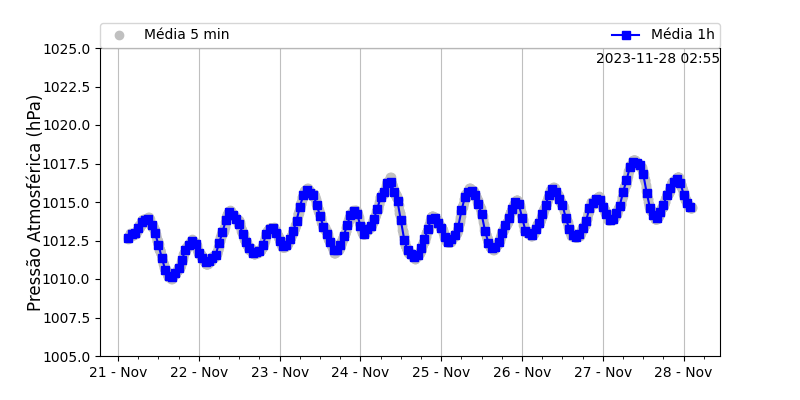 Média 5 min
Média 1h
2023-11-28 02:55
Pressão Atmosférica (hPa)
1025.0
1022.5
1020.0
1017.5
1015.0
1012.5
1010.0
1007.5
1005.0
21 - Nov
22 - Nov
23 - Nov
24 - Nov
25 - Nov
26 - Nov
27 - Nov
28 - Nov